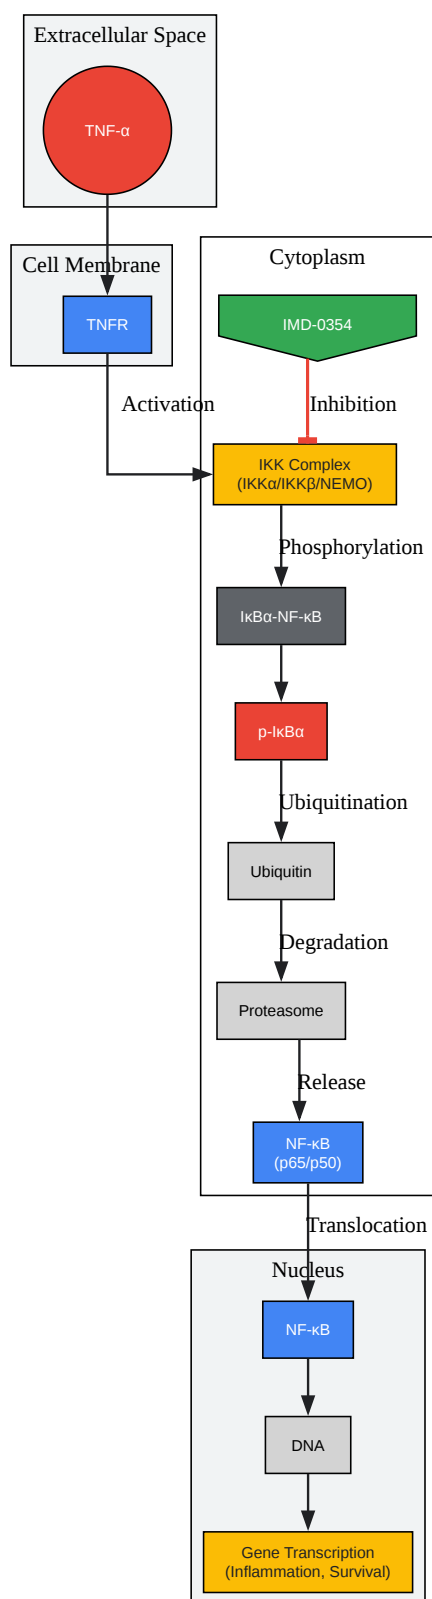 Extracellular Space
TNF-α
Cell Membrane
TNFR
Cytoplasm
IMD-0354
Activation
Inhibition
IKK Complex
(IKKα/IKKβ/NEMO)
Phosphorylation
IκBα-NF-κB
p-IκBα
Ubiquitination
Ubiquitin
Degradation
Proteasome
Release
NF-κB
(p65/p50)
Translocation
Nucleus
NF-κB
DNA
Gene Transcription
(Inflammation, Survival)